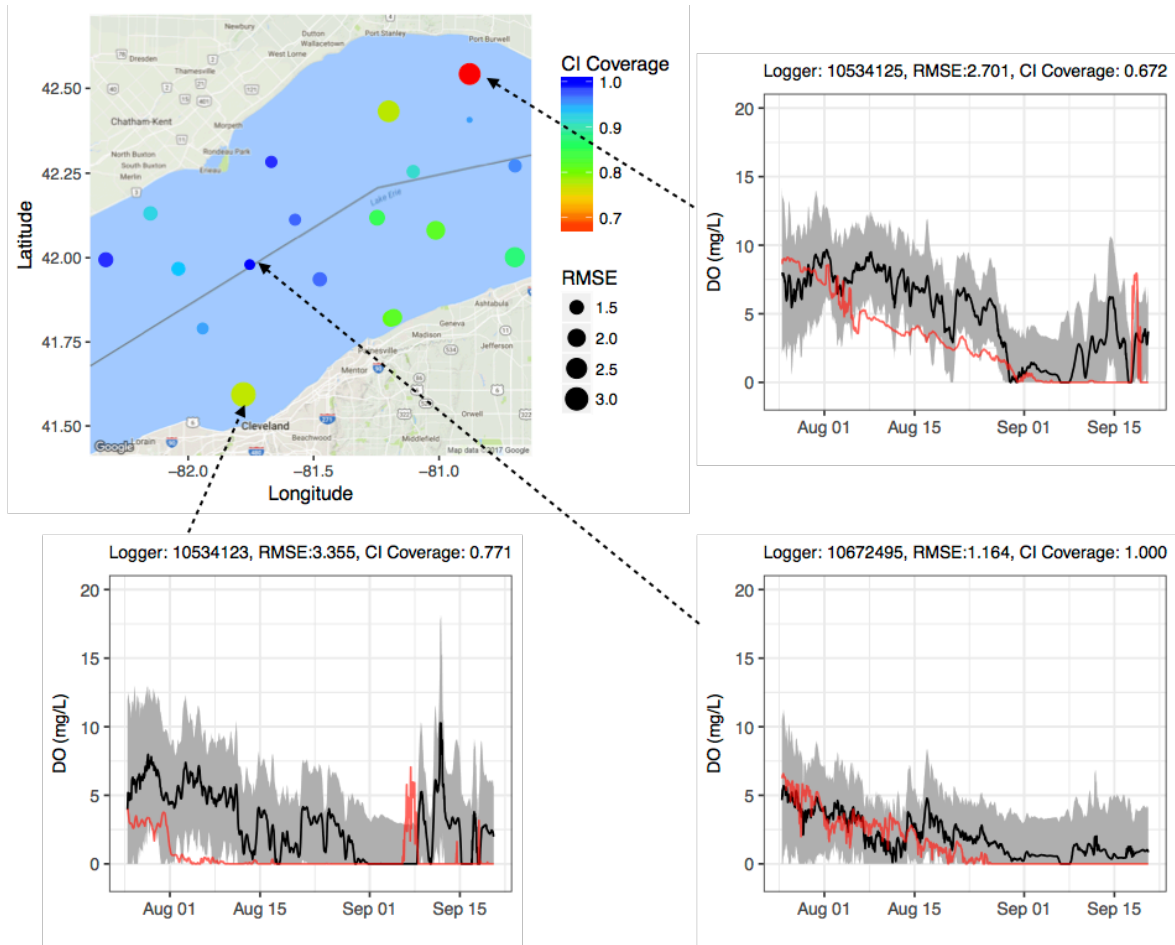 Newbury
Dutton
Port Stanley
Port Burwell
Wallacetown
West Lorne
Dresden
Thamesville
Chatham-Kent
Morpeth
North Buxton
Rondeau Park
South Buxton
Erieau
Merlin
Lake Erie
Ashtabula
Geneva
Madison
Jefferson
Painesville
Mentor
Orwell
Cleveland
Lorain
Beachwood
Middlefield
Google
Map data ©2017 Google
42.50
42.25
42.00
41.75
41.50
Latitude
−82.0
−81.5
−81.0
Longitude
CI Coverage
1.0
0.9
0.8
0.7
RMSE
1.5
2.0
2.5
3.0
Logger: 10534125, RMSE:2.701, CI Coverage: 0.672
20
15
10
5
0
DO (mg/L)
Aug 01
Aug 15
Sep 01
Sep 15
Logger: 10534123, RMSE:3.355, CI Coverage: 0.771
20
15
10
5
0
DO (mg/L)
Aug 01
Aug 15
Sep 01
Sep 15
Logger: 10672495, RMSE:1.164, CI Coverage: 1.000
20
15
10
5
0
DO (mg/L)
Aug 01
Aug 15
Sep 01
Sep 15